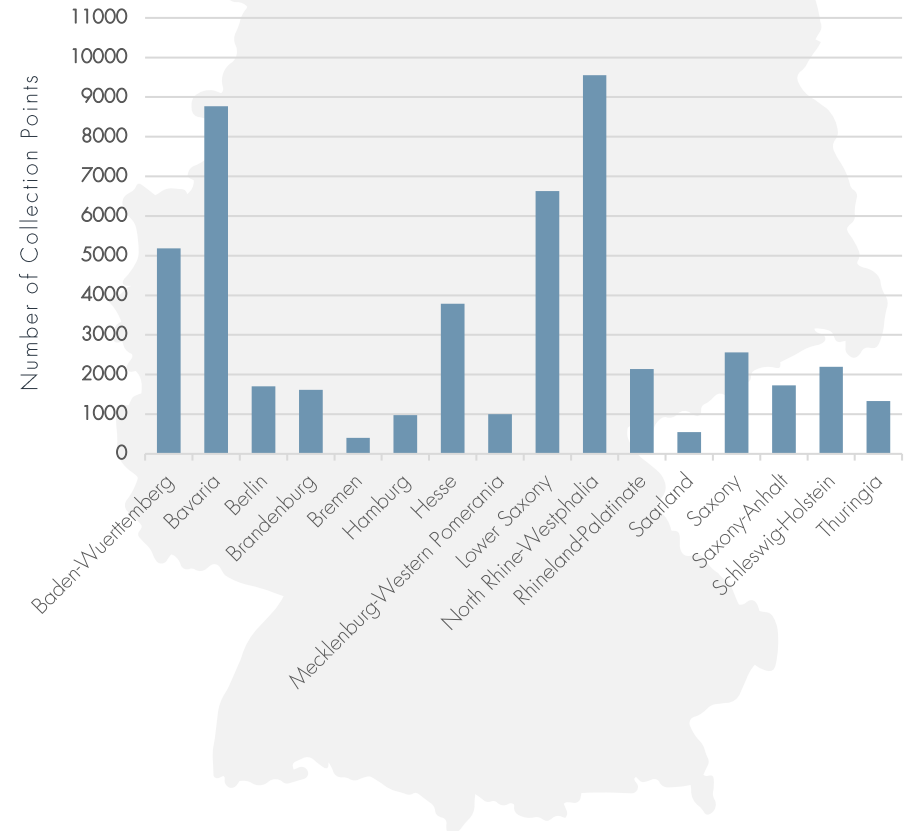 Number of Collection Points
11000
10000
9000
8000
7000
6000
5000
4000
3000
2000
1000
0
Baden-Wuerttemberg
Bavaria
Berlin
Brandenburg
Bremen
Hamburg
Hesse
Mecklenburg-Western Pomerania
Lower Saxony
North Rhine-Westphalia
Rhineland-Palatinate
Saarland
Saxony
Saxony-Anhalt
Schleswig-Holstein
Thuringia